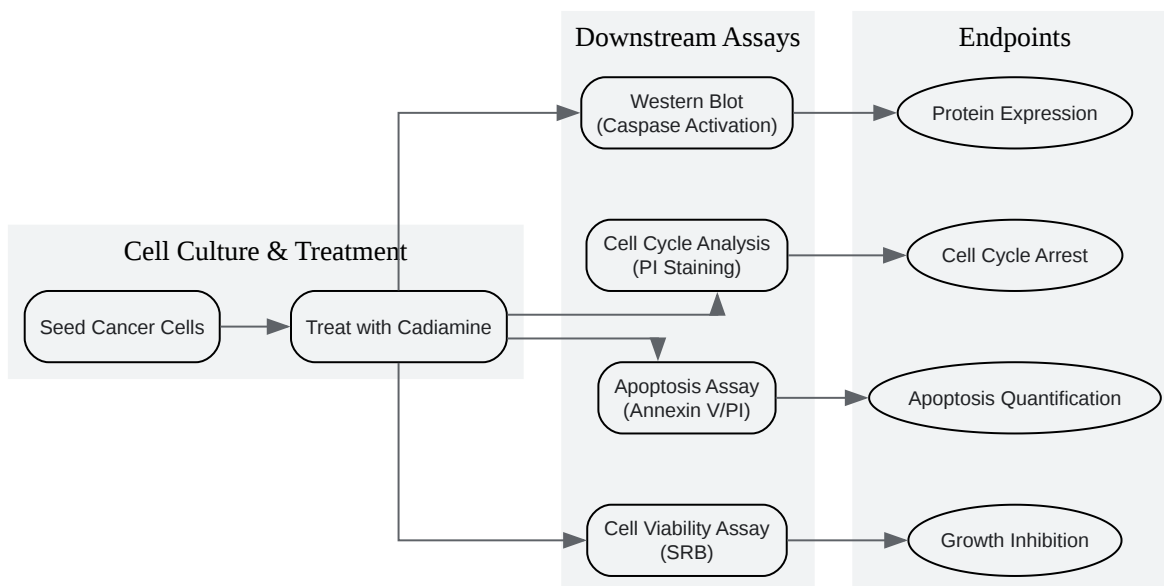 Downstream Assays
Endpoints
Western Blot
(Caspase Activation)
Protein Expression
Cell Culture & Treatment
Cell Cycle Analysis
(PI Staining)
Cell Cycle Arrest
Seed Cancer Cells
Treat with Cadiamine
Apoptosis Assay
(Annexin V/PI)
Apoptosis Quantification
Cell Viability Assay
(SRB)
Growth Inhibition